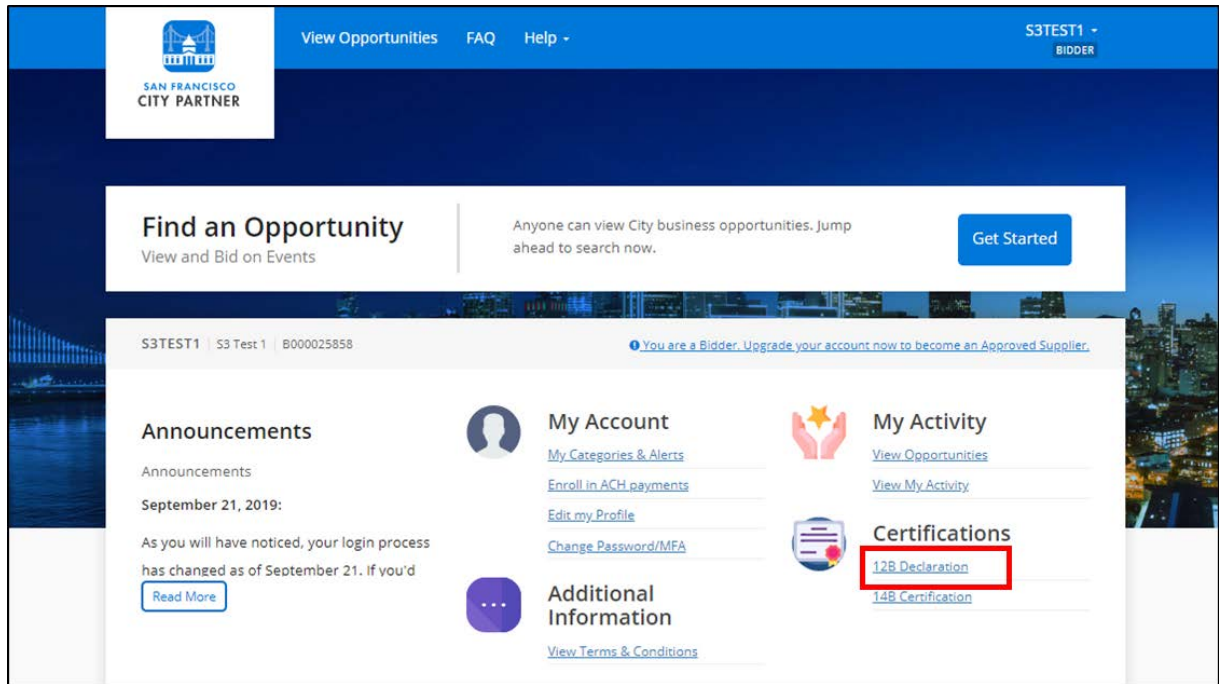 View Opportunities FAQ Help
S3TEST1
BIDDER
SAN FRANCISCO
CITY PARTNER
Find an Opportunity
View and Bid on Events
Anyone can view City business opportunities. Jump
ahead to search now.
Get Started
S3TEST1 | S3 Test 1 | B000025858
You are a Bidder. Upgrade your account now to become an Approved Supplier.
Announcements
Announcements
September 21, 2019:
As you will have noticed, your login process
has changed as of September 21. If you'd
Read More
My Account
My Categories & Alerts
Enroll in ACH payments
Edit my Profile
Change Password/MFA
Additional
Information
View Terms & Conditions
My Activity
View Opportunities
View My Activity
Certifications
12B Declaration
14B Certification